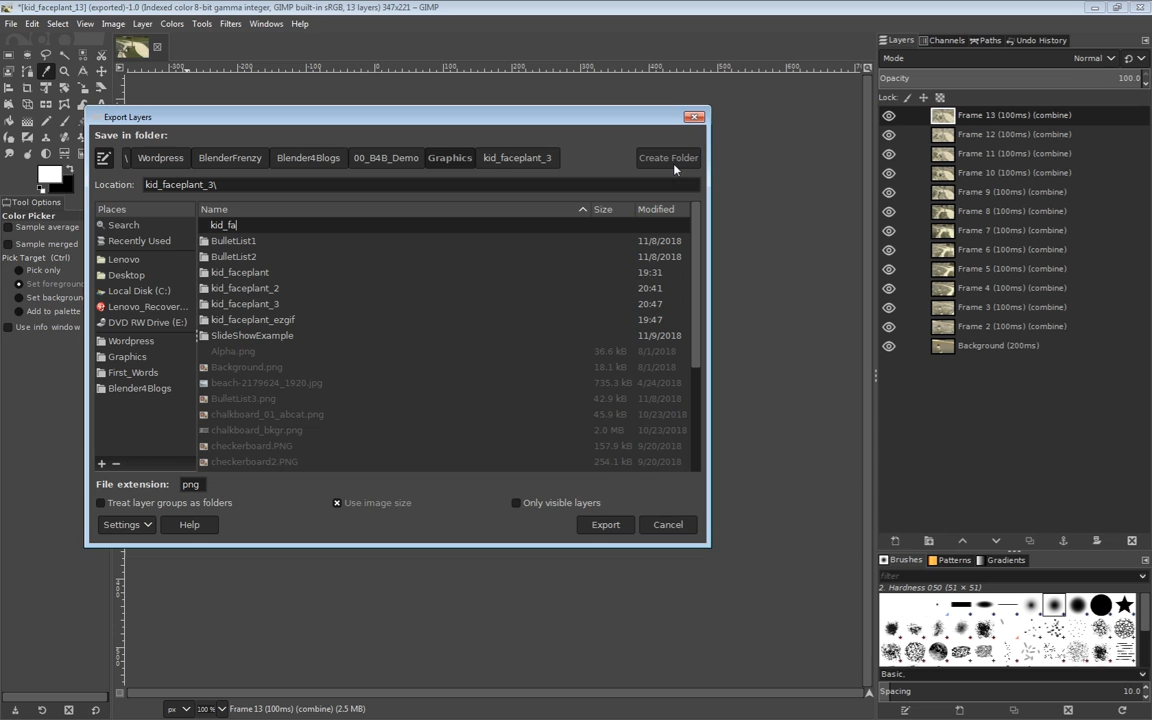 *[kid_faceplant_13] (exported)-1.0 (Indexed color 8-bit gamma integer, GIMP built-in sRGB, 13 layers) 347x221 – GIMP
File Edit Select View Image Layer Colors Tools Filters Windows Help
Layers Channels Paths Undo History
Mode Normal
Opacity 100.0
Lock:
Frame 13 (100ms) (combine)
Frame 12 (100ms) (combine)
Frame 11 (100ms) (combine)
Frame 10 (100ms) (combine)
Frame 9 (100ms) (combine)
Frame 8 (100ms) (combine)
Frame 7 (100ms) (combine)
Frame 6 (100ms) (combine)
Frame 5 (100ms) (combine)
Frame 4 (100ms) (combine)
Frame 3 (100ms) (combine)
Frame 2 (100ms) (combine)
Background (200ms)
Tool Options
Color Picker
Sample average
Sample merged
Pick Target (Ctrl)
Pick only
Set foreground
Set background
Add to palette
Use info window
Export Layers
Save in folder:
\ Wordpress BlenderFrenzy Blender4Blogs 00_B4B_Demo Graphics kid_faceplant_3 Create Folder
Location: kid_faceplant_3\
Places
Search
Recently Used
Lenovo
Desktop
Local Disk (C:)
Lenovo_Recover...
DVD RW Drive (E:)
Wordpress
Graphics
First_Words
Blender4Blogs
Name Size Modified
kid_fa
BulletList1 11/8/2018
BulletList2 11/8/2018
kid_faceplant 19:31
kid_faceplant_2 20:41
kid_faceplant_3 20:47
kid_faceplant_ezgif 19:47
SlideShowExample 11/9/2018
Alpha.png 36.6 kB 8/1/2018
Background.png 18.1 kB 8/1/2018
beach-2179624_1920.jpg 735.3 kB 4/24/2018
BulletList3.png 42.9 kB 11/8/2018
chalkboard_01_abcat.png 45.9 kB 10/23/2018
chalkboard_bkgr.png 2.0 MB 10/23/2018
checkerboard.PNG 157.9 kB 9/20/2018
checkerboard2.PNG 254.1 kB 9/20/2018
File extension: png
Treat layer groups as folders Use image size Only visible layers
Settings Help Export Cancel
Brushes Patterns Gradients
filter
2. Hardness 050 (51 × 51)
Basic,
Spacing 10.0
px 100 % Frame 13 (100ms) (combine) (2.5 MB)